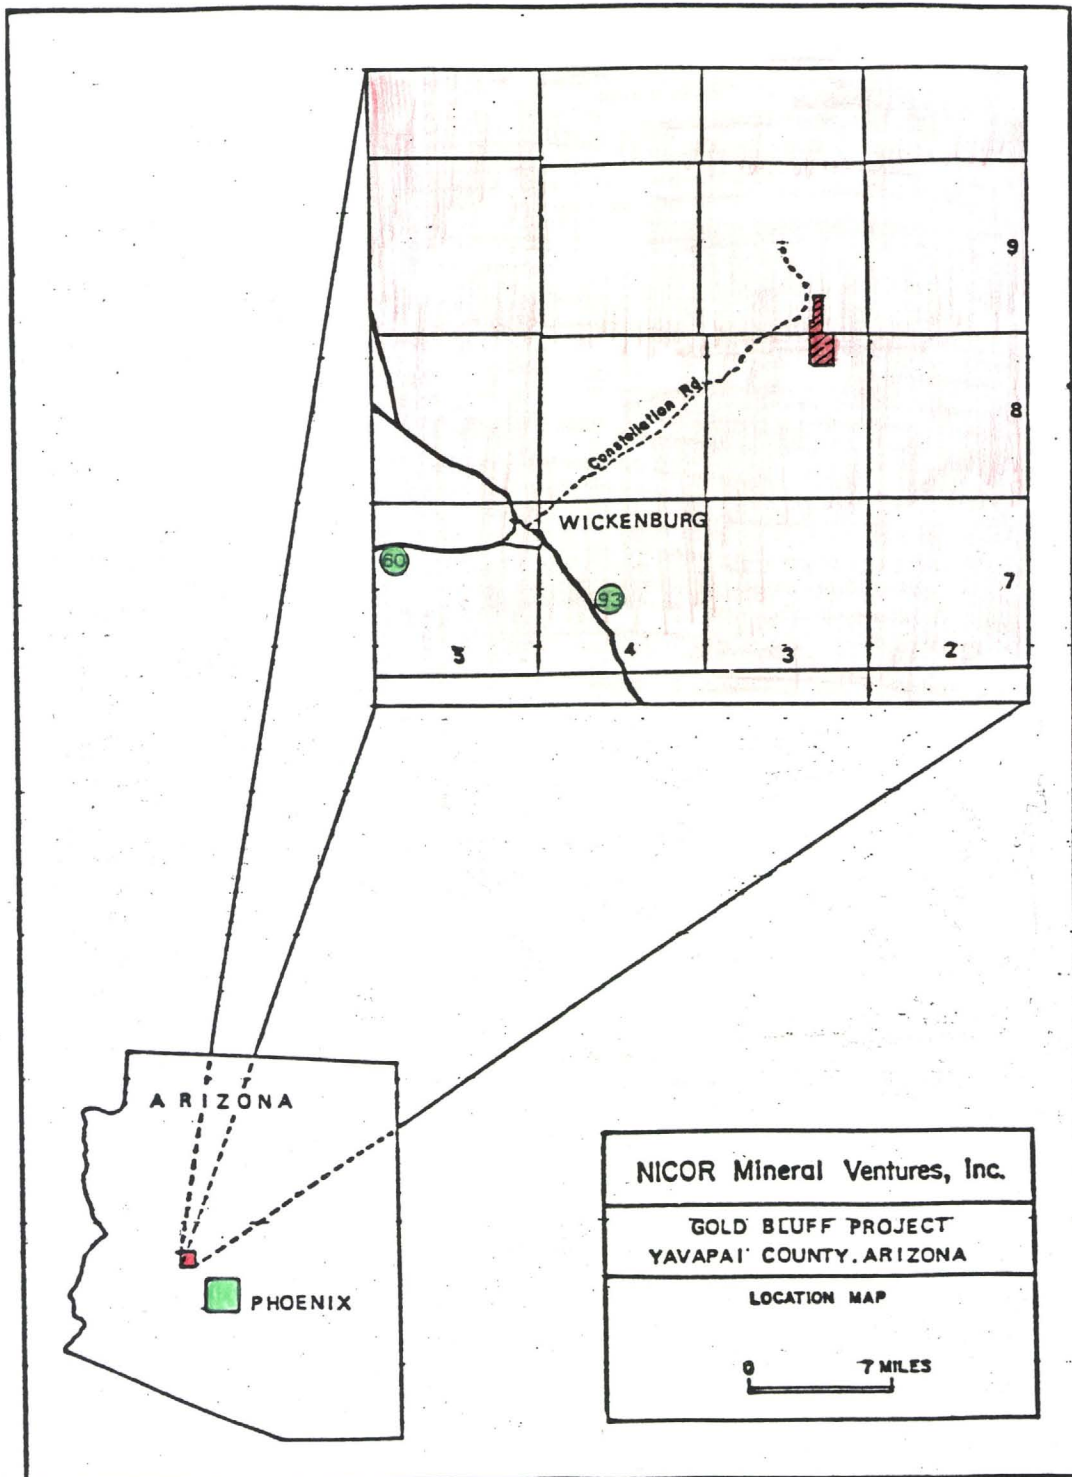 9
Constellation Rd.
8
WICKENBURG
60
7
93
5 4 3 2
ARIZONA
PHOENIX
NICOR Mineral Ventures, Inc.
GOLD BLUFF PROJECT
YAVAPAI COUNTY, ARIZONA
LOCATION MAP
0 7 MILES